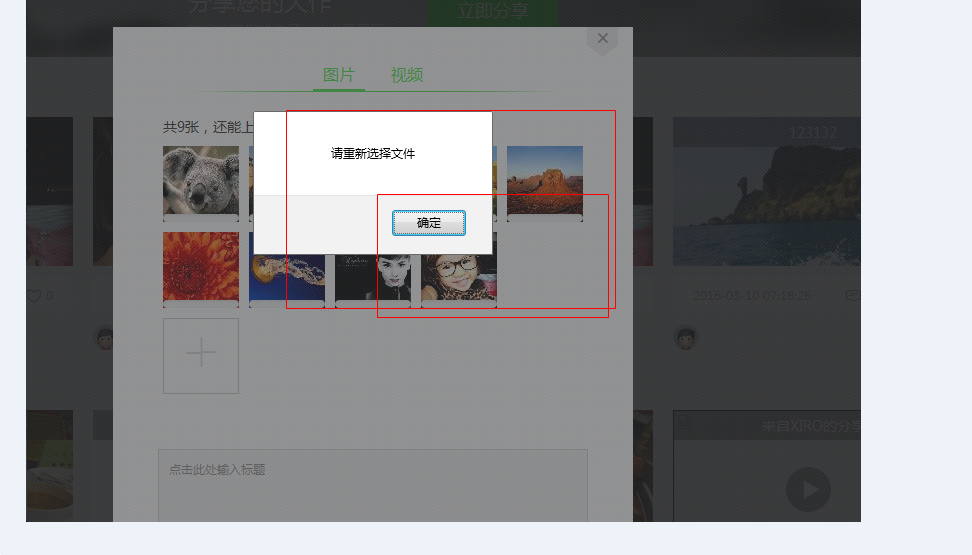 分享您的大作
立即分享
图片
视频
共9张，还能上
请重新选择文件
确定
123132
0
2016-03-10 07:18:26
来自XIRO的分享
点击此处输入标题